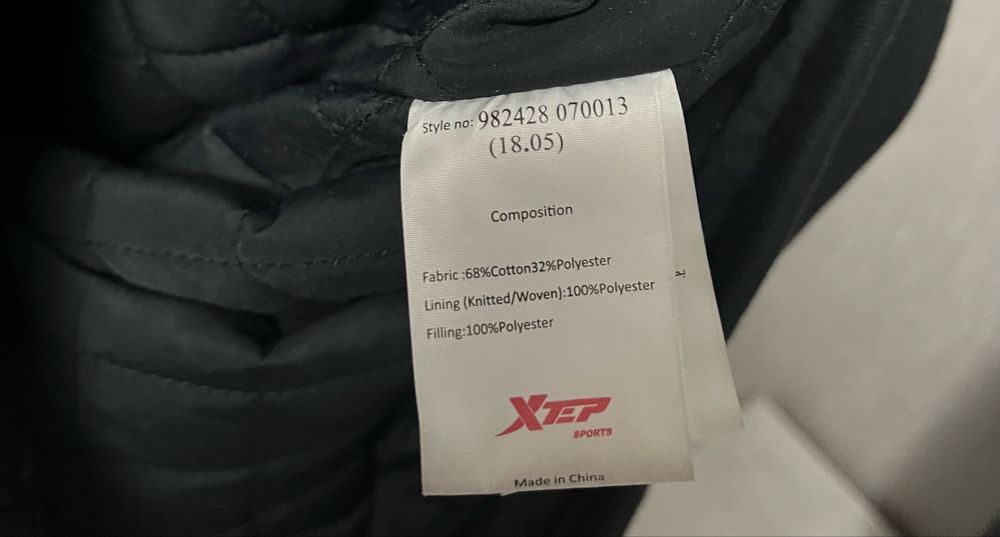 Style no: 982428 070013
(18.05)
Composition
Fabric :68%Cotton32%Polyester
Lining (Knitted/Woven):100%Polyester
Filling:100%Polyester
XTEP
SPORTS
Made in China